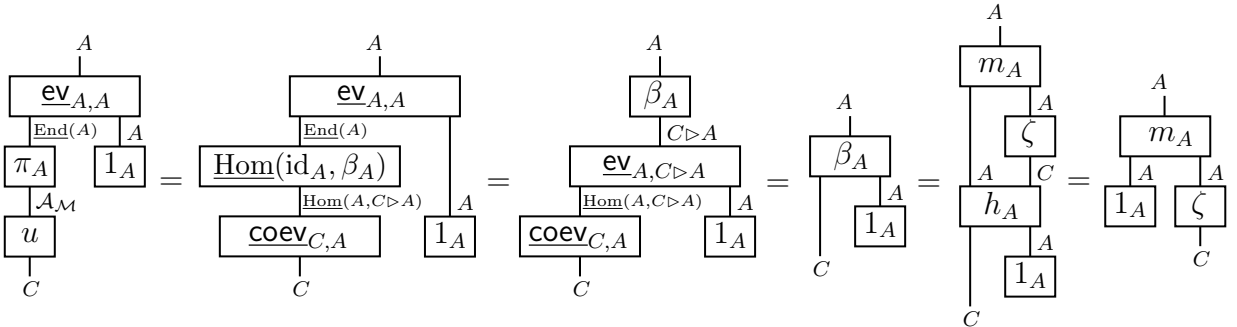 A
ev_{A,A}
End(A) A
π_A 1_A
𝒜_ℳ
u
C
=
A
ev_{A,A}
End(A)
Hom(id_A, β_A)
Hom(A,C▷A) A
coev_{C,A} 1_A
C
=
A
β_A
C▷A
ev_{A,C▷A}
Hom(A,C▷A) A
coev_{C,A} 1_A
C
=
A
β_A
A
1_A
C
=
A
m_A
A
ζ
A C
h_A
A
1_A
C
=
A
m_A
A A
1_A ζ
C